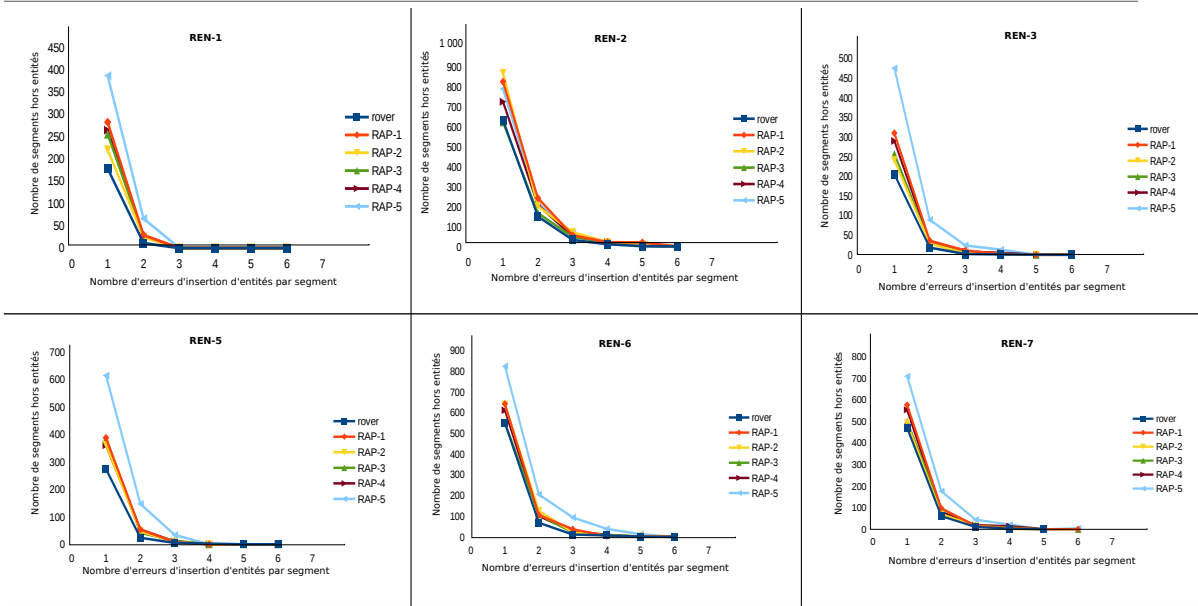 REN-1
Nombre de segments hors entités
450
400
350
300
250
200
150
100
50
0
0 1 2 3 4 5 6 7
Nombre d'erreurs d'insertion d'entités par segment
rover
RAP-1
RAP-2
RAP-3
RAP-4
RAP-5
REN-2
Nombre de segments hors entités
1 000
900
800
700
600
500
400
300
200
100
0
0 1 2 3 4 5 6 7
Nombre d'erreurs d'insertion d'entités par segment
rover
RAP-1
RAP-2
RAP-3
RAP-4
RAP-5
REN-3
Nombre de segments hors entités
500
450
400
350
300
250
200
150
100
50
0
0 1 2 3 4 5 6 7
Nombre d'erreurs d'insertion d'entités par segment
rover
RAP-1
RAP-2
RAP-3
RAP-4
RAP-5
REN-5
Nombre de segments hors entités
700
600
500
400
300
200
100
0
0 1 2 3 4 5 6 7
Nombre d'erreurs d'insertion d'entités par segment
rover
RAP-1
RAP-2
RAP-3
RAP-4
RAP-5
REN-6
Nombre de segments hors entités
900
800
700
600
500
400
300
200
100
0
0 1 2 3 4 5 6 7
Nombre d'erreurs d'insertion d'entités par segment
rover
RAP-1
RAP-2
RAP-3
RAP-4
RAP-5
REN-7
Nombre de segments hors entités
800
700
600
500
400
300
200
100
0
0 1 2 3 4 5 6 7
Nombre d'erreurs d'insertion d'entités par segment
rover
RAP-1
RAP-2
RAP-3
RAP-4
RAP-5